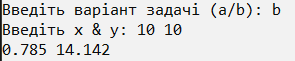 Введіть варіант задачі (a/b): b
Введіть x & y: 10 10
0.785 14.142